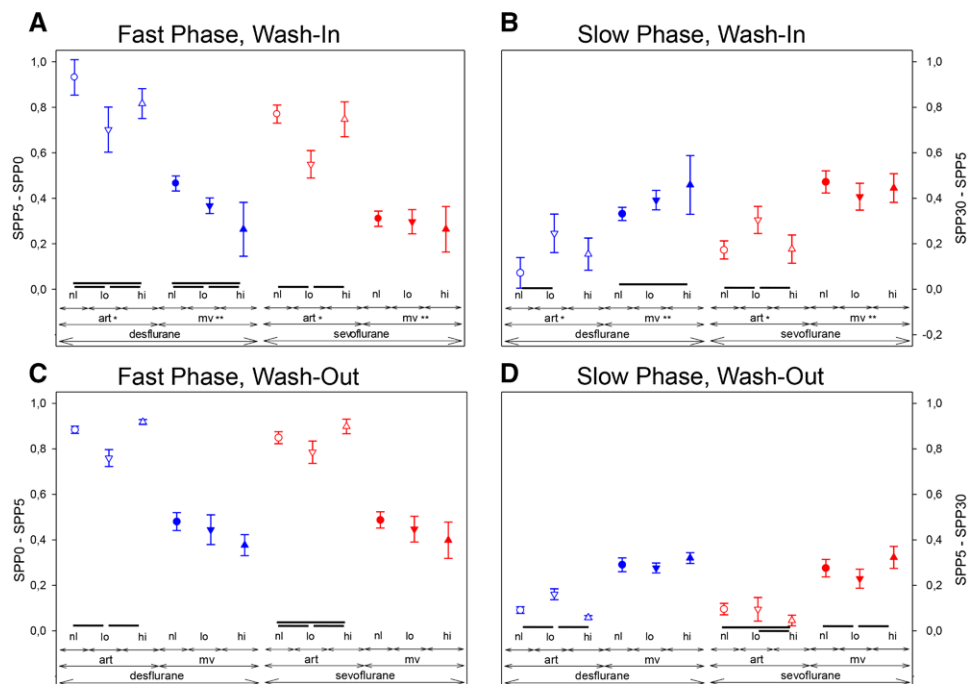 A Fast Phase, Wash-In
1,0
0,8
0,6
0,4
0,2
0,0
SPP5 - SPP0
nl lo hi nl lo hi nl lo hi nl lo hi
art * mv ** art * mv **
desflurane sevoflurane
B Slow Phase, Wash-In
1,0
0,8
0,6
0,4
0,2
0,0
-0,2
SPP30 - SPP5
nl lo hi nl lo hi nl lo hi nl lo hi
art * mv ** art * mv **
desflurane sevoflurane
C Fast Phase, Wash-Out
1,0
0,8
0,6
0,4
0,2
0,0
SPP0 - SPP5
nl lo hi nl lo hi nl lo hi nl lo hi
art mv art mv
desflurane sevoflurane
D Slow Phase, Wash-Out
1,0
0,8
0,6
0,4
0,2
0,0
SPP5 - SPP30
nl lo hi nl lo hi nl lo hi nl lo hi
art mv art mv
desflurane sevoflurane